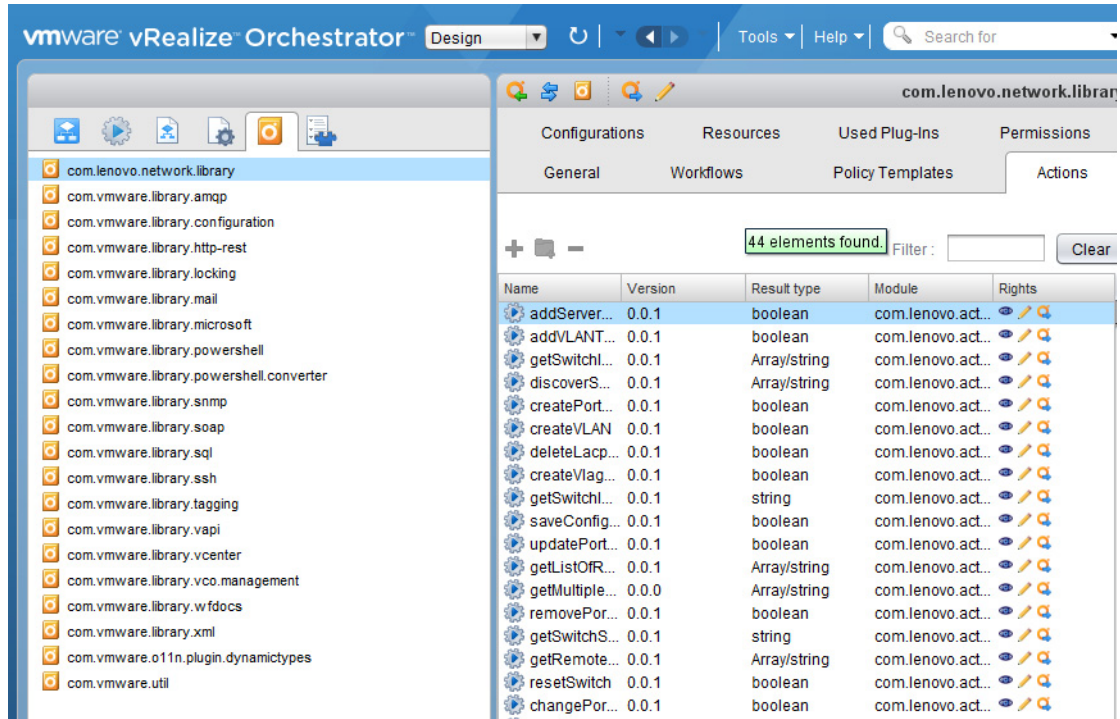 vmware vRealize Orchestrator Design Tools Help Search for
com.lenovo.network.library
com.vmware.library.amqp
com.vmware.library.configuration
com.vmware.library.http-rest
com.vmware.library.locking
com.vmware.library.mail
com.vmware.library.microsoft
com.vmware.library.powershell
com.vmware.library.powershell.converter
com.vmware.library.snmp
com.vmware.library.soap
com.vmware.library.sql
com.vmware.library.ssh
com.vmware.library.tagging
com.vmware.library.vapi
com.vmware.library.vcenter
com.vmware.library.vco.management
com.vmware.library.wfdocs
com.vmware.library.xml
com.vmware.o11n.plugin.dynamictypes
com.vmware.util
com.lenovo.network.library
Configurations Resources Used Plug-Ins Permissions
General Workflows Policy Templates Actions
44 elements found. Filter : Clear
Name Version Result type Module Rights
addServer... 0.0.1 boolean com.lenovo.act...
addVLANT... 0.0.1 boolean com.lenovo.act...
getSwitchI... 0.0.1 Array/string com.lenovo.act...
discoverS... 0.0.1 Array/string com.lenovo.act...
createPort... 0.0.1 boolean com.lenovo.act...
createVLAN 0.0.1 boolean com.lenovo.act...
deleteLacp... 0.0.1 boolean com.lenovo.act...
createVlag... 0.0.1 boolean com.lenovo.act...
getSwitchI... 0.0.1 string com.lenovo.act...
saveConfig... 0.0.1 boolean com.lenovo.act...
updatePort... 0.0.1 boolean com.lenovo.act...
getListOfR... 0.0.1 Array/string com.lenovo.act...
getMultiple... 0.0.0 Array/string com.lenovo.act...
removePor... 0.0.1 boolean com.lenovo.act...
getSwitchS... 0.0.1 string com.lenovo.act...
getRemote... 0.0.1 Array/string com.lenovo.act...
resetSwitch 0.0.1 boolean com.lenovo.act...
changePor... 0.0.1 boolean com.lenovo.act...